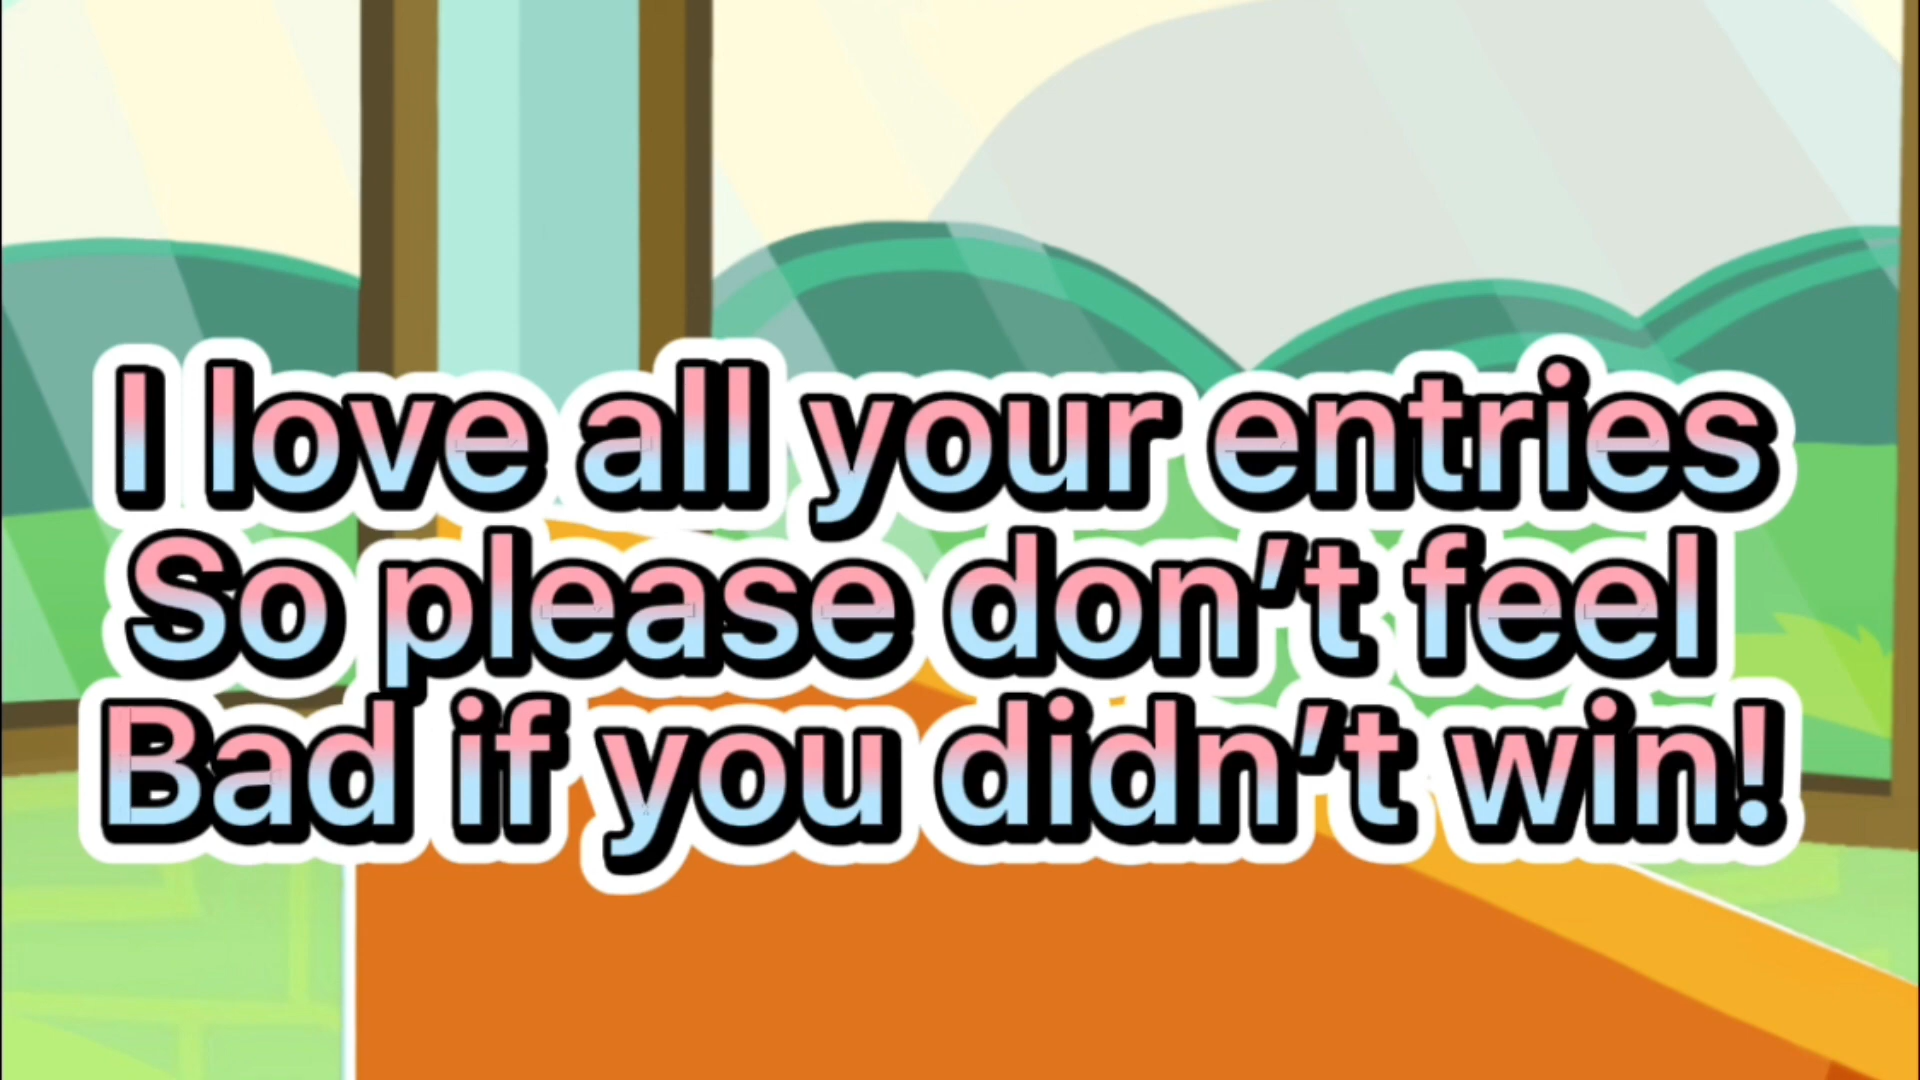 I love all your entries
So please don’t feel
Bad if you didn’t win!